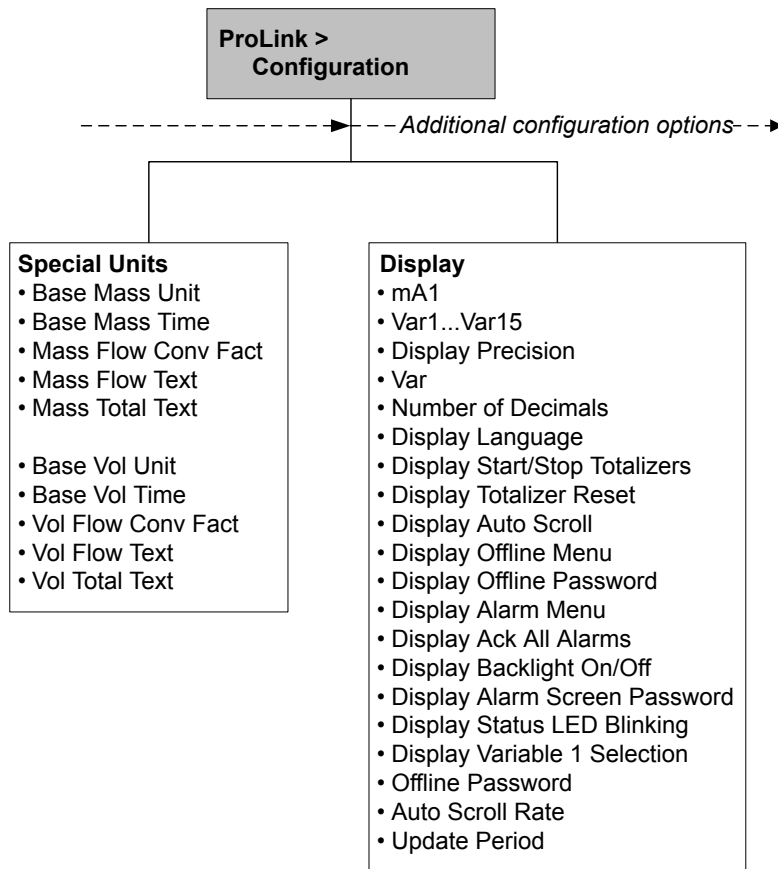 ProLink >
Configuration
Additional configuration options
Special Units
• Base Mass Unit
• Base Mass Time
• Mass Flow Conv Fact
• Mass Flow Text
• Mass Total Text
• Base Vol Unit
• Base Vol Time
• Vol Flow Conv Fact
• Vol Flow Text
• Vol Total Text
Display
• mA1
• Var1...Var15
• Display Precision
• Var
• Number of Decimals
• Display Language
• Display Start/Stop Totalizers
• Display Totalizer Reset
• Display Auto Scroll
• Display Offline Menu
• Display Offline Password
• Display Alarm Menu
• Display Ack All Alarms
• Display Backlight On/Off
• Display Alarm Screen Password
• Display Status LED Blinking
• Display Variable 1 Selection
• Offline Password
• Auto Scroll Rate
• Update Period